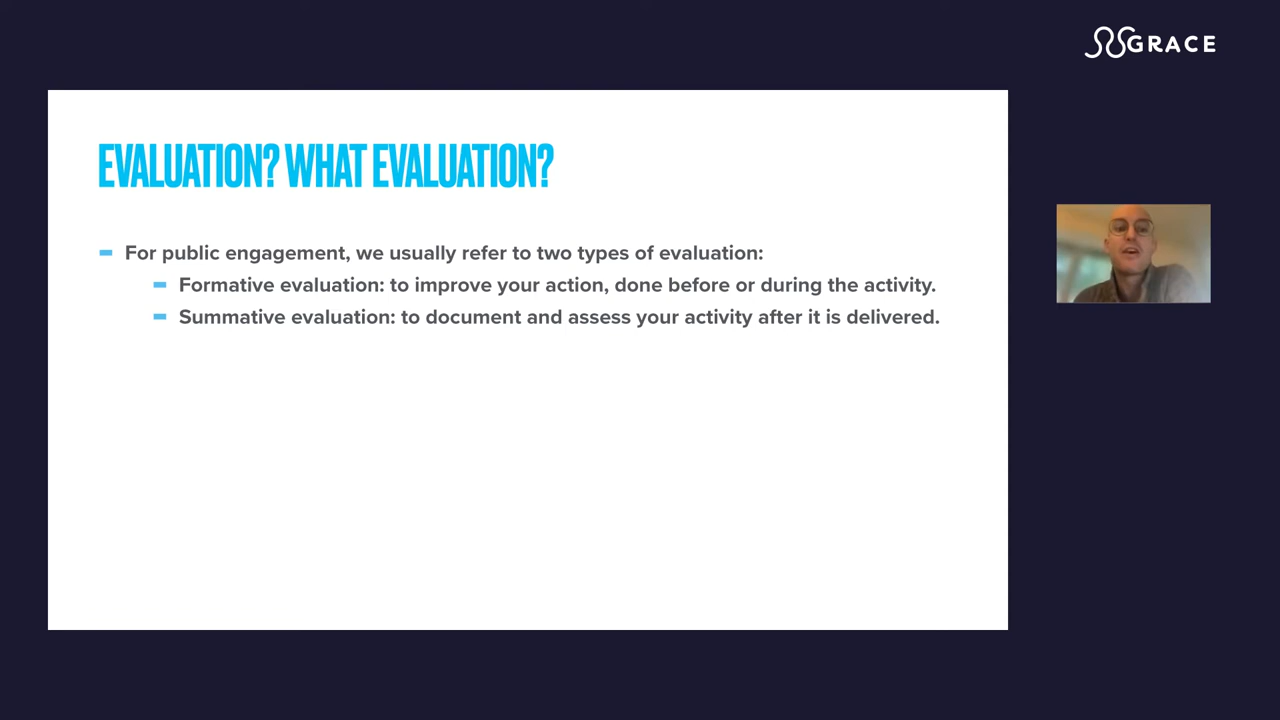 GRACE
EVALUATION? WHAT EVALUATION?
For public engagement, we usually refer to two types of evaluation:
Formative evaluation: to improve your action, done before or during the activity.
Summative evaluation: to document and assess your activity after it is delivered.